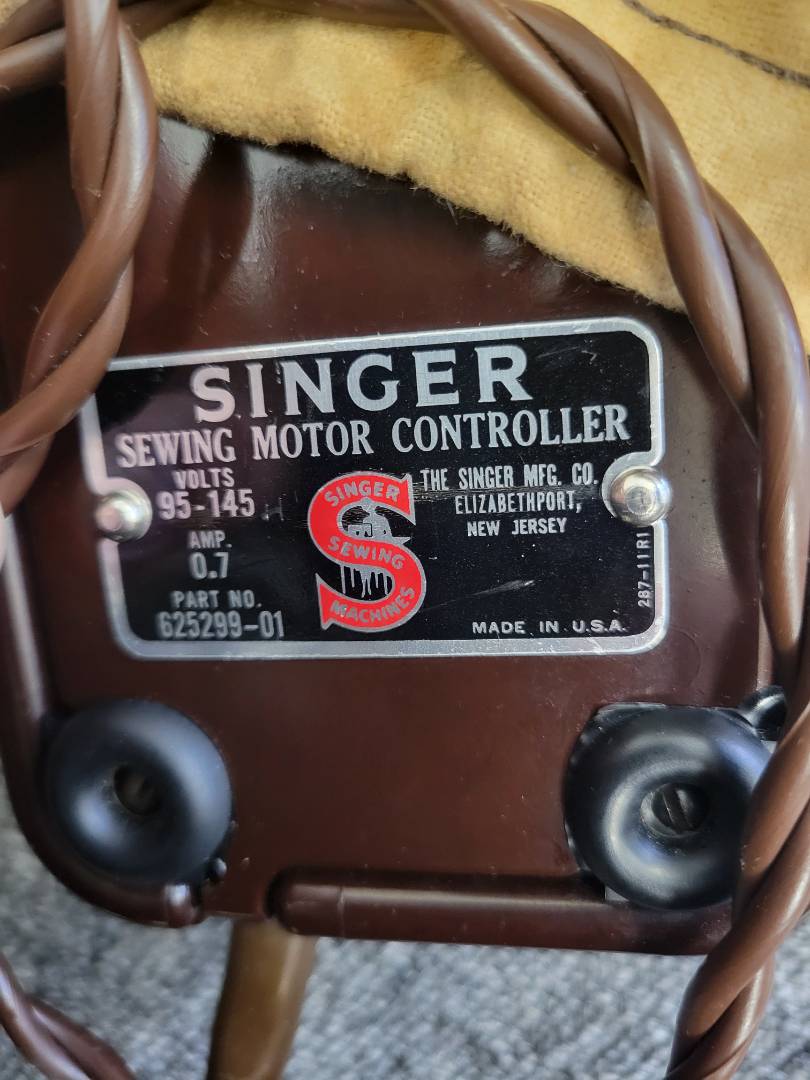 SINGER
SEWING MOTOR CONTROLLER
VOLTS
95-145
AMP.
0.7
PART NO.
625299-01
SINGER
SEWING
MACHINES
THE SINGER MFG. CO.
ELIZABETHPORT,
NEW JERSEY
MADE IN U.S.A.
287-11R1